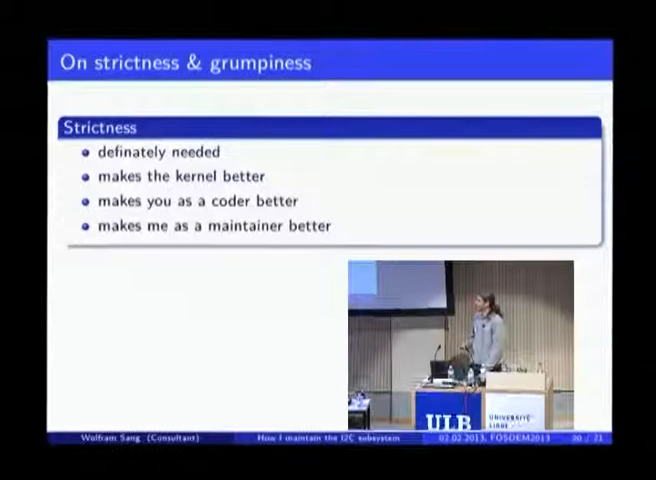 On strictness & grumpiness
Strictness
definately needed
makes the kernel better
makes you as a coder better
makes me as a maintainer better
ULB
UNIVERSITÉ
LIBRE
Wolfram Sang (Consultant)
How I maintain the I2C subsystem
02.02.2013, FOSDEM2013
20 / 21